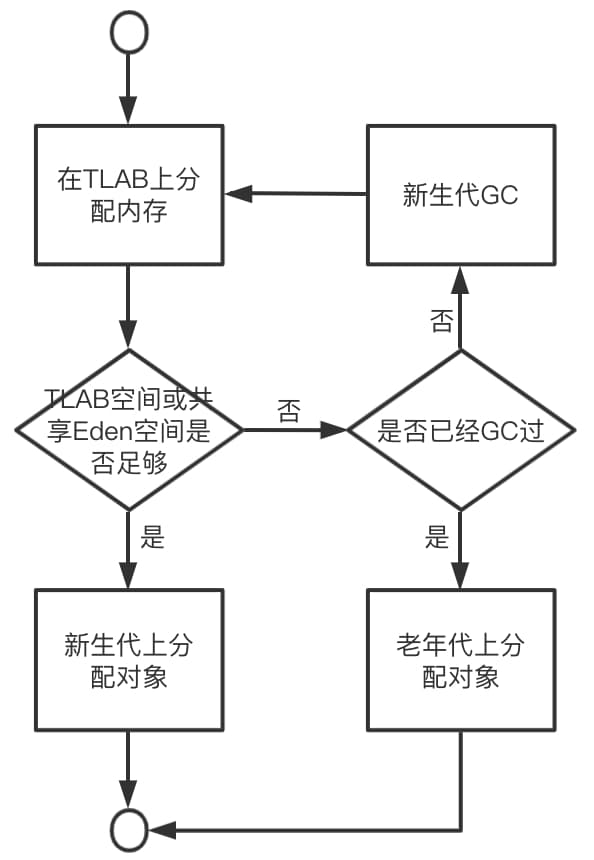 在TLAB上分
配内存
新生代GC
否
TLAB空间或共
享Eden空间是
否足够
否
是否已经GC过
是
是
新生代上分
配对象
老年代上分
配对象